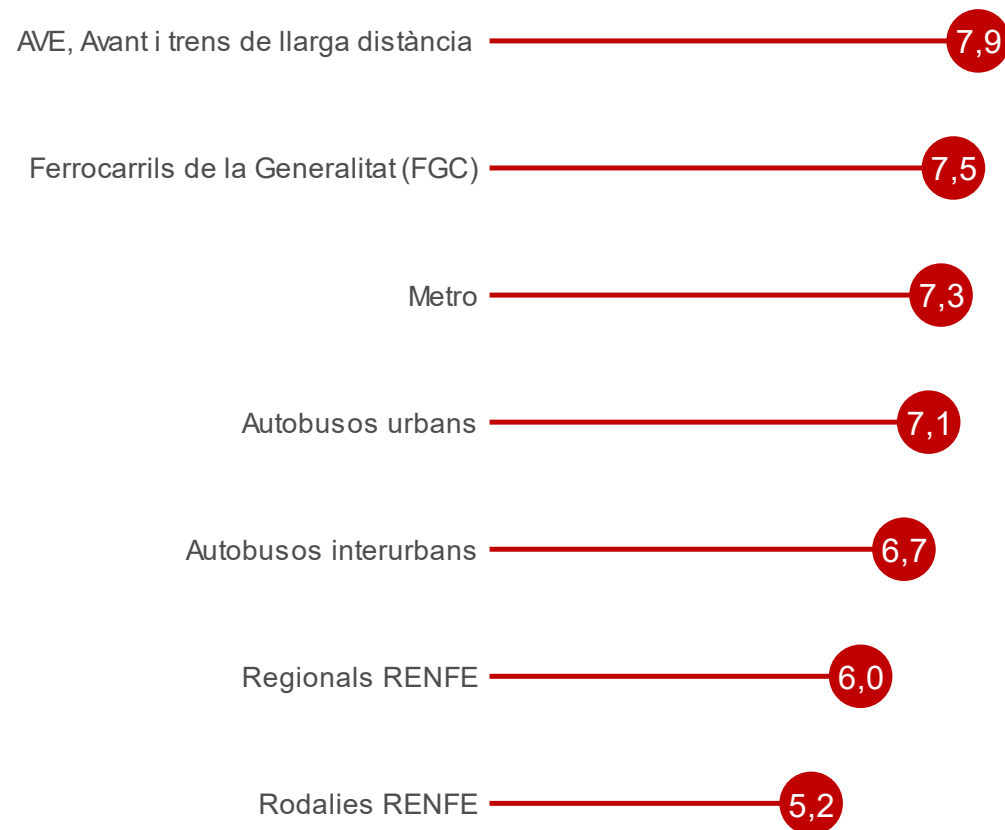 AVE, Avant i trens de llarga distància 7,9
Ferrocarrils de la Generalitat (FGC) 7,5
Metro 7,3
Autobusos urbans 7,1
Autobusos interurbans 6,7
Regionals RENFE 6,0
Rodalies RENFE 5,2